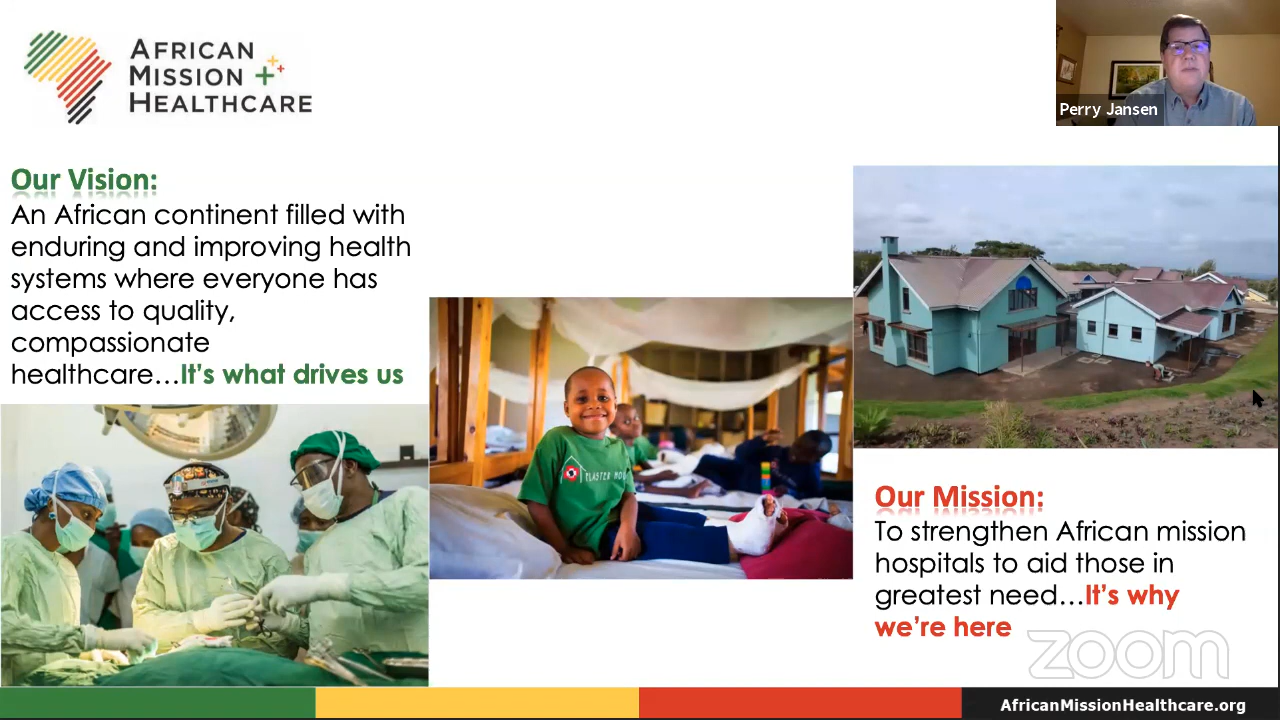 AFRICAN
MISSION
HEALTHCARE
Perry Jansen
Our Vision:
An African continent filled with
enduring and improving health
systems where everyone has
access to quality,
compassionate
healthcare…It’s what drives us
PLASTER
Our Mission:
To strengthen African mission
hospitals to aid those in
greatest need…It’s why
we’re here
zoom
AfricanMissionHealthcare.org